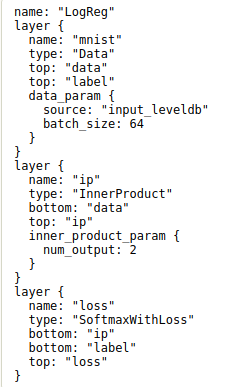 name: "LogReg"
layer {
  name: "mnist"
  type: "Data"
  top: "data"
  top: "label"
  data_param {
    source: "input_leveldb"
    batch_size: 64
  }
}
layer {
  name: "ip"
  type: "InnerProduct"
  bottom: "data"
  top: "ip"
  inner_product_param {
    num_output: 2
  }
}
layer {
  name: "loss"
  type: "SoftmaxWithLoss"
  bottom: "ip"
  bottom: "label"
  top: "loss"
}